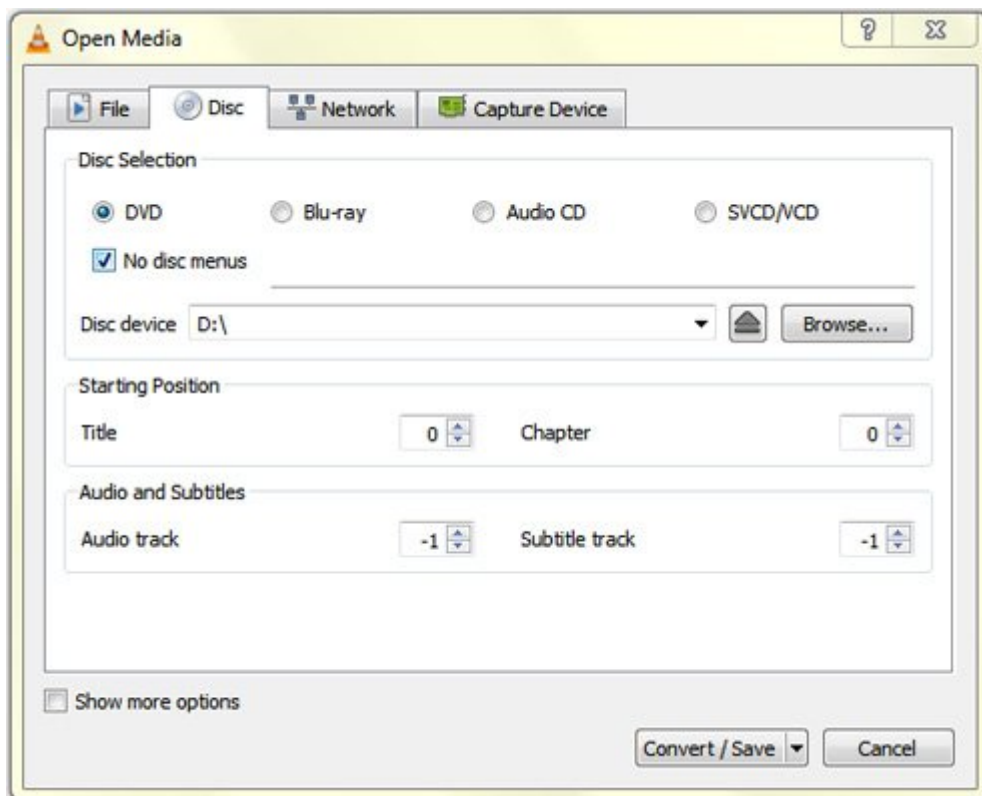 Open Media
File Disc Network Capture Device
Disc Selection
DVD Blu-ray Audio CD SVCD/VCD
No disc menus
Disc device D:\ Browse...
Starting Position
Title 0 Chapter 0
Audio and Subtitles
Audio track -1 Subtitle track -1
Show more options
Convert / Save Cancel